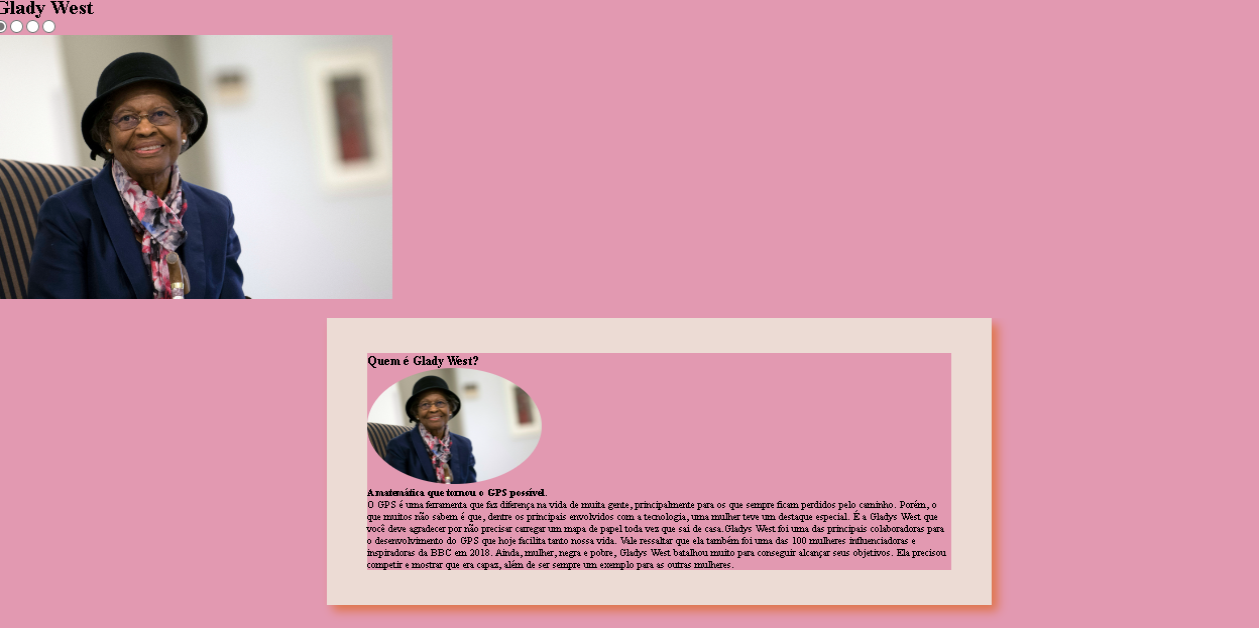 Glady West
Quem é Glady West?
A matemática que tornou o GPS possível.
O GPS é uma ferramenta que faz diferença na vida de muita gente, principalmente para os que sempre ficam perdidos pelo caminho. Porém, o
que muitos não sabem é que, dentre os principais envolvidos com a tecnologia, uma mulher teve um destaque especial. É a Gladys West que
você deve agradecer por não precisar carregar um mapa de papel toda vez que sai de casa.Gladys West foi uma das principais colaboradoras para
o desenvolvimento do GPS que hoje facilita tanto nossa vida. Vale ressaltar que ela também foi uma das 100 mulheres influenciadoras e
inspiradoras da BBC em 2018. Ainda, mulher, negra e pobre, Gladys West batalhou muito para conseguir alcançar seus objetivos. Ela precisou
competir e mostrar que era capaz, além de ser sempre um exemplo para as outras mulheres.